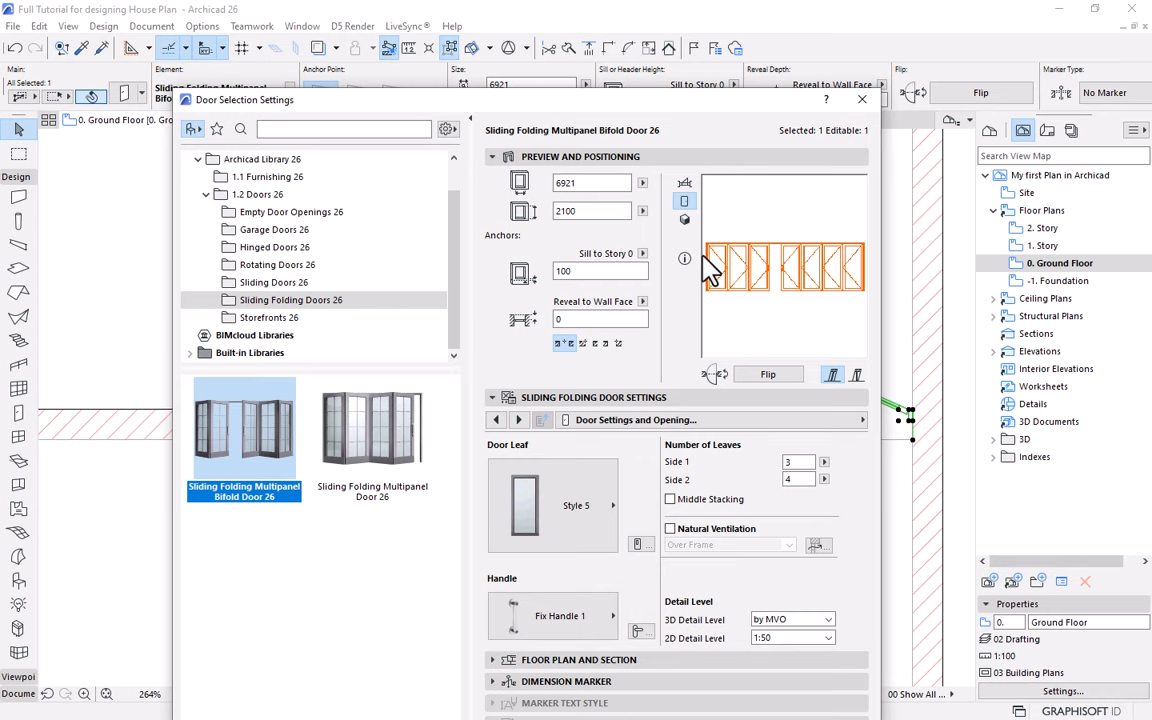 Full Tutorial for designing House Plan - Archicad 26
File Edit View Design Document Options Teamwork Window D5 Render LiveSync® Help
Main: Element: Anchor Point: Size: Sill or Header Height: Reveal Depth: Flip: Marker Type:
All Selected: 1
Sliding Folding Multipanel
Bifold Door 26
6921
Sill to Story 0
Reveal to Wall Face
Flip
No Marker
0. Ground Floor [0. Gro
Design
Viewpoi
Docume
264%
00 Show All ...
Door Selection Settings
?
Archicad Library 26
1.1 Furnishing 26
1.2 Doors 26
Empty Door Openings 26
Garage Doors 26
Hinged Doors 26
Rotating Doors 26
Sliding Doors 26
Sliding Folding Doors 26
Storefronts 26
BIMcloud Libraries
Built-in Libraries
Sliding Folding Multipanel
Bifold Door 26
Sliding Folding Multipanel
Door 26
Sliding Folding Multipanel Bifold Door 26
Selected: 1 Editable: 1
PREVIEW AND POSITIONING
6921
2100
Anchors:
Sill to Story 0
100
Reveal to Wall Face
0
Flip
SLIDING FOLDING DOOR SETTINGS
Door Settings and Opening...
Door Leaf
Style 5
Handle
Fix Handle 1
Number of Leaves
Side 1 3
Side 2 4
Middle Stacking
Natural Ventilation
Over Frame
Detail Level
3D Detail Level by MVO
2D Detail Level 1:50
FLOOR PLAN AND SECTION
DIMENSION MARKER
MARKER TEXT STYLE
Search View Map
My first Plan in Archicad
Site
Floor Plans
2. Story
1. Story
0. Ground Floor
-1. Foundation
Ceiling Plans
Structural Plans
Sections
Elevations
Interior Elevations
Worksheets
Details
3D Documents
3D
Indexes
Properties
0. Ground Floor
02 Drafting
1:100
03 Building Plans
Settings...
GRAPHISOFT ID